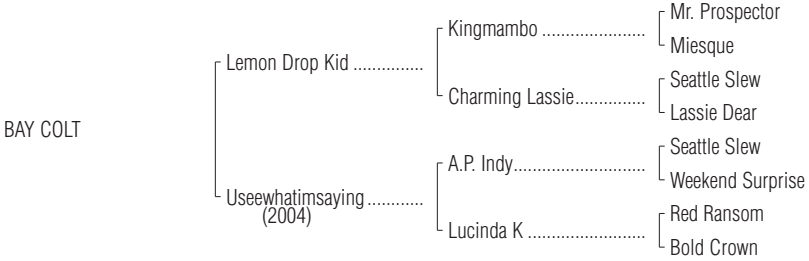 Mr. Prospector
Kingmambo ......................
Miesque
Lemon Drop Kid ...............
Seattle Slew
Charming Lassie...............
Lassie Dear
BAY COLT
Seattle Slew
A.P. Indy............................
Weekend Surprise
Useewhatimsaying ............
(2004)
Red Ransom
Lucinda K .........................
Bold Crown